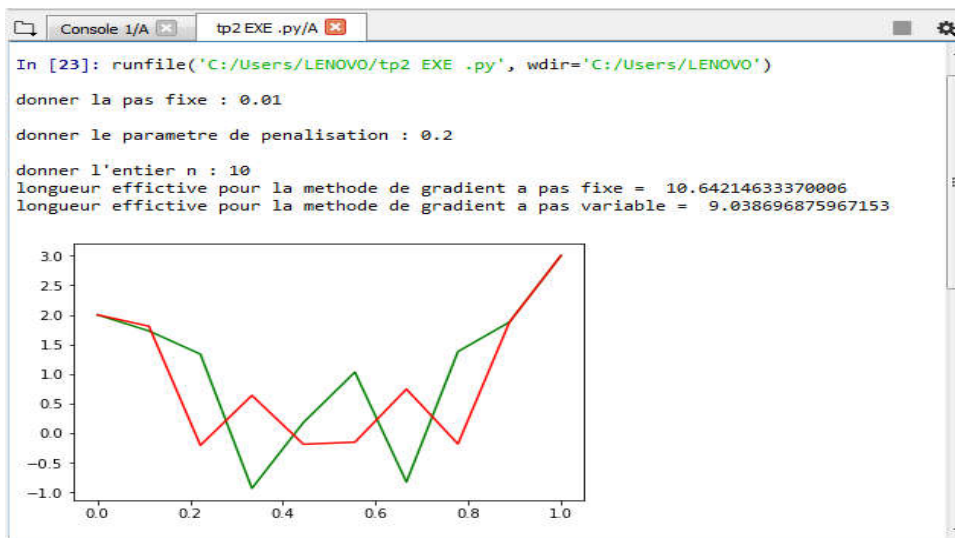 Console 1/A
tp2 EXE .py/A
In [23]: runfile('C:/Users/LENOVO/tp2 EXE .py', wdir='C:/Users/LENOVO')
donner la pas fixe : 0.01
donner le parametre de penalisation : 0.2
donner l'entier n : 10
longueur effictive pour la methode de gradient a pas fixe =  10.64214633370006
longueur effictive pour la methode de gradient a pas variable =  9.038696875967153
3.0
2.5
2.0
1.5
1.0
0.5
0.0
−0.5
−1.0
0.0 0.2 0.4 0.6 0.8 1.0